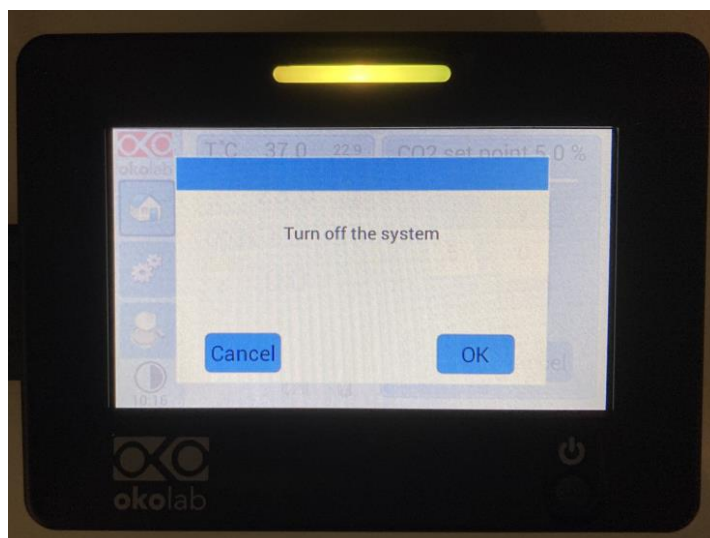 okolab
T°C 37.0 22.9
CO2 set point 5.0 %
Turn off the system
Cancel
OK
10:16
okolab